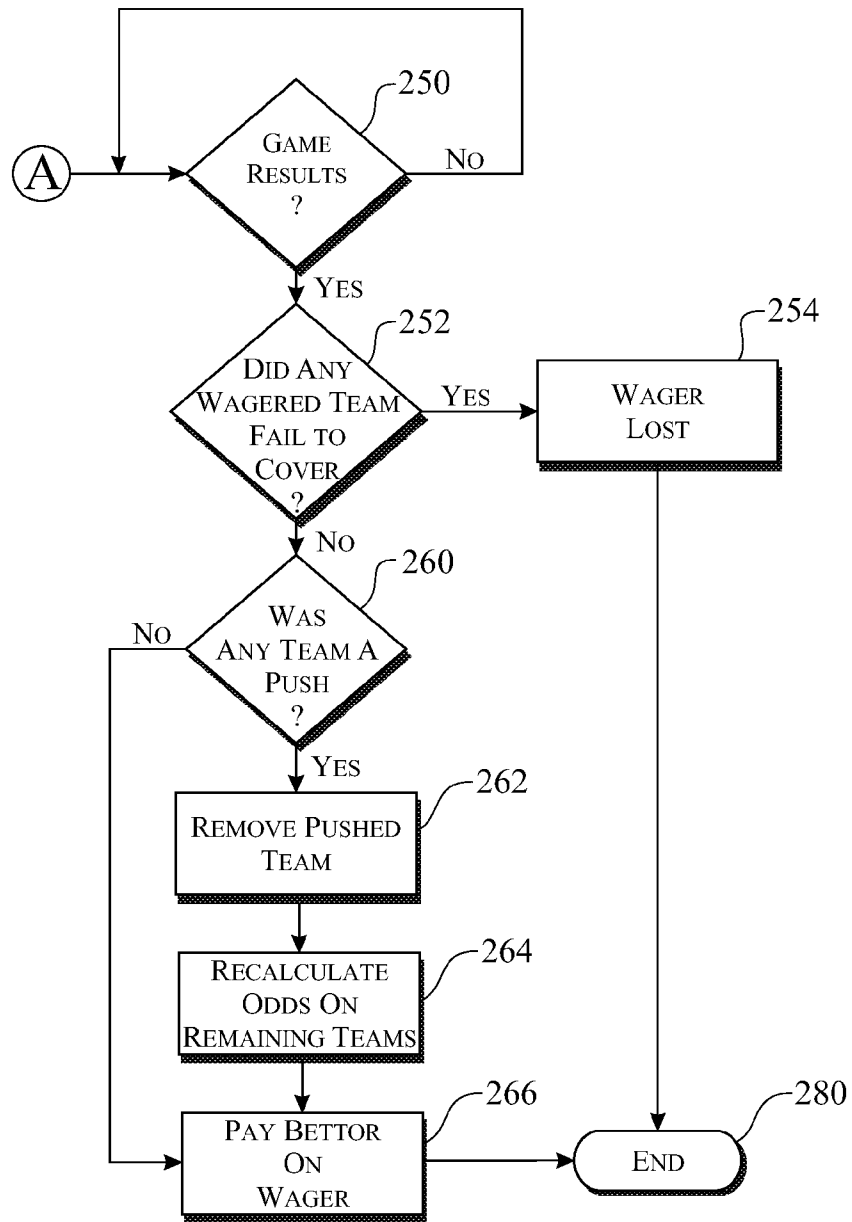 250
A
GAME
RESULTS
?
NO
YES
252
DID ANY
WAGERED TEAM
FAIL TO
COVER
?
YES
254
WAGER
LOST
NO
260
WAS
ANY TEAM A
PUSH
?
NO
YES
262
REMOVE PUSHED
TEAM
264
RECALCULATE
ODDS ON
REMAINING TEAMS
266
PAY BETTOR
ON
WAGER
280
END